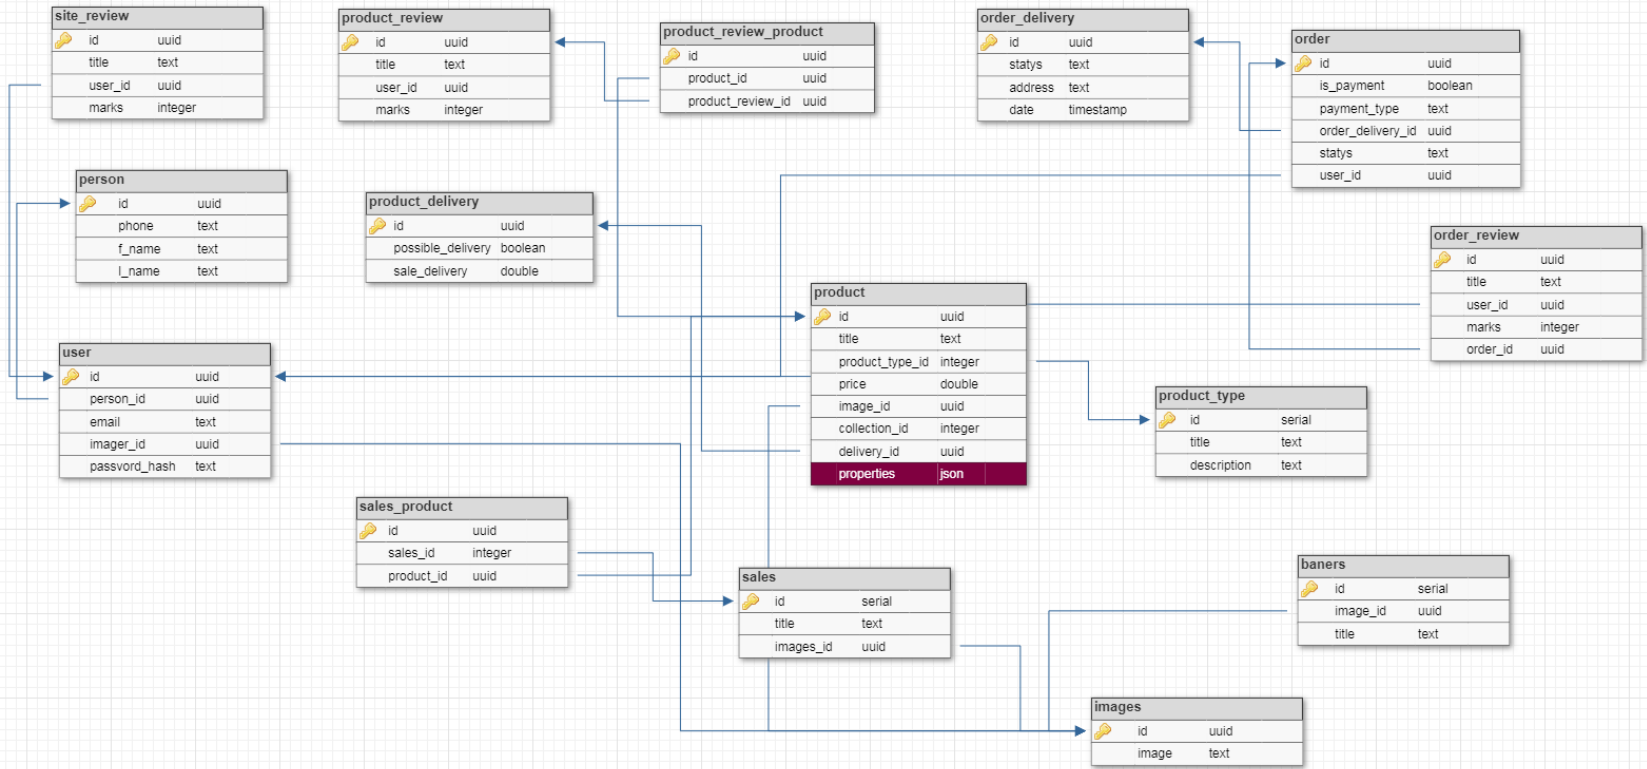 site_review
id uuid
title text
user_id uuid
marks integer
product_review
id uuid
title text
user_id uuid
marks integer
product_review_product
id uuid
product_id uuid
product_review_id uuid
order_delivery
id uuid
statys text
address text
date timestamp
order
id uuid
is_payment boolean
payment_type text
order_delivery_id uuid
statys text
user_id uuid
person
id uuid
phone text
f_name text
l_name text
product_delivery
id uuid
possible_delivery boolean
sale_delivery double
order_review
id uuid
title text
user_id uuid
marks integer
order_id uuid
product
id uuid
title text
product_type_id integer
price double
image_id uuid
collection_id integer
delivery_id uuid
properties json
user
id uuid
person_id uuid
email text
imager_id uuid
passvord_hash text
product_type
id serial
title text
description text
sales_product
id uuid
sales_id integer
product_id uuid
sales
id serial
title text
images_id uuid
baners
id serial
image_id uuid
title text
images
id uuid
image text